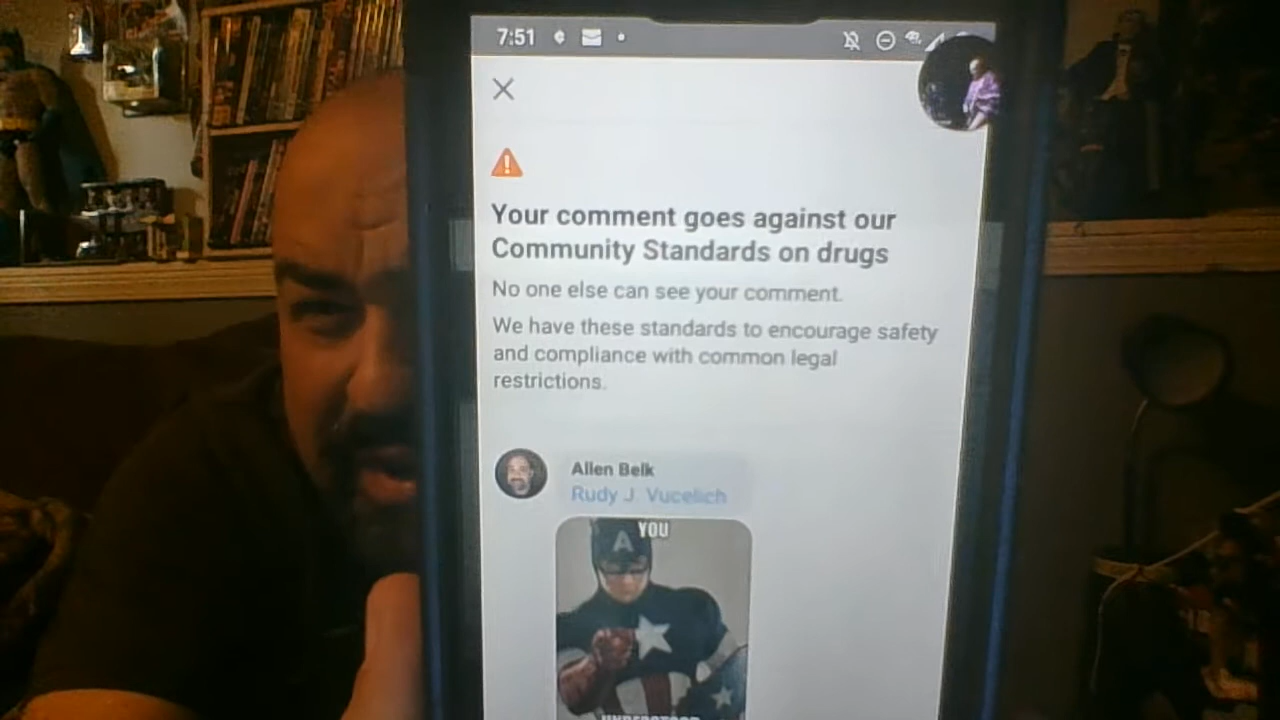 7:51
Your comment goes against our
Community Standards on drugs
No one else can see your comment.
We have these standards to encourage safety
and compliance with common legal
restrictions.
Allen Belk
Rudy J. Vucelich
YOU
A
UNDERSTOOD